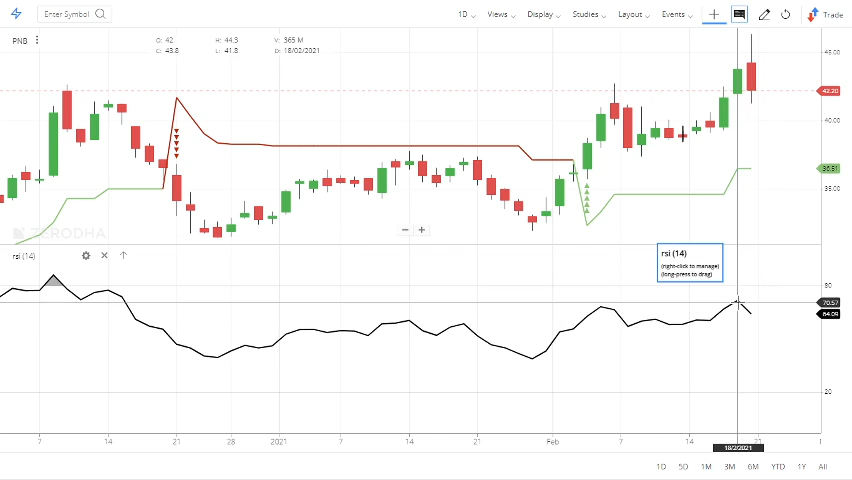 Enter Symbol
1D Views Display Studies Layout Events Trade
PNB
O: 42 H: 44.3 V: 365 M
C: 43.8 L: 41.8 D: 18/02/2021
45.00
42.20
40.00
36.51
35.00
ZERODHA
rsi (14)
rsi (14)
(right-click to manage)
(long-press to drag)
80
70.57
64.09
20
7 14 21 28 2021 7 14 21 Feb 7 14 21
18/2/2021
1D 5D 1M 3M 6M YTD 1Y All